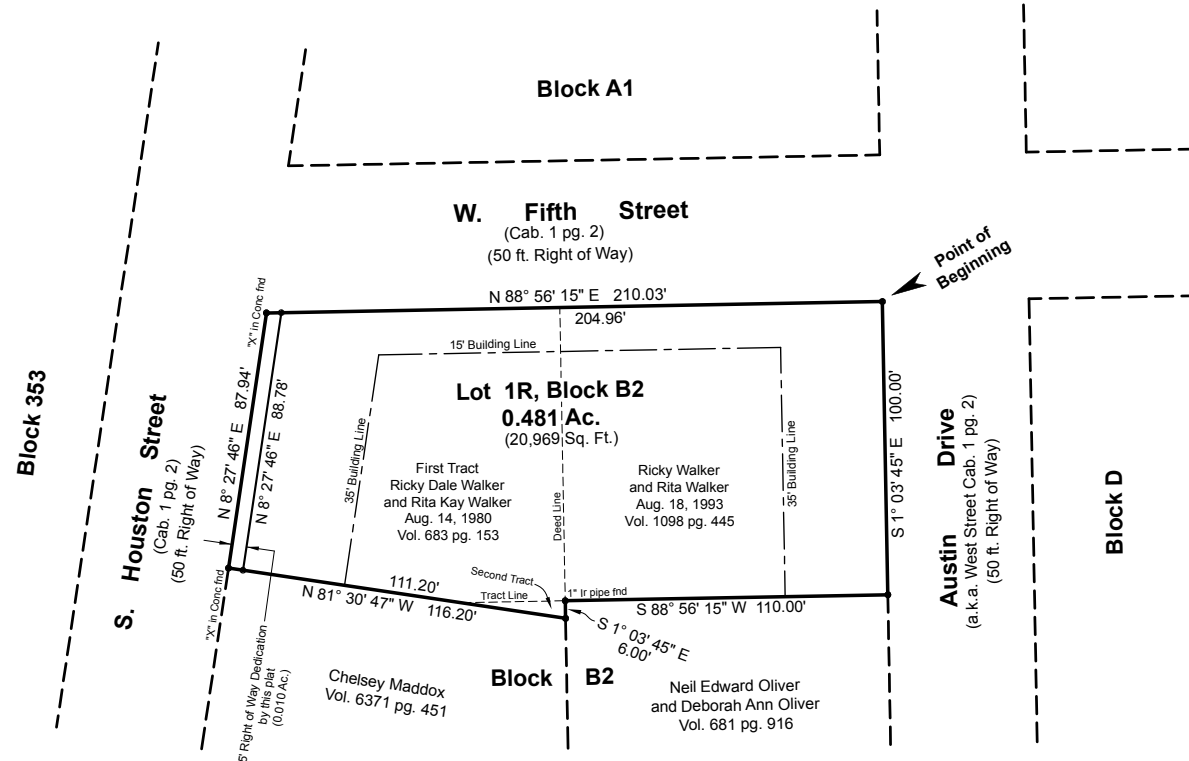 Block A1
W. Fifth Street
(Cab. 1 pg. 2)
(50 ft. Right of Way)
Point of
Beginning
N 88° 56' 15" E 210.03'
204.96'
"X" in Conc fnd
15' Building Line
Block 353
S. Houston Street
(Cab. 1 pg. 2)
(50 ft. Right of Way)
N 8° 27' 46" E 87.94'
N 8° 27' 46" E 88.78'
35' Building Line
Lot 1R, Block B2
0.481 Ac.
(20,969 Sq. Ft.)
First Tract
Ricky Dale Walker
and Rita Kay Walker
Aug. 14, 1980
Vol. 683 pg. 153
Deed Line
Ricky Walker
and Rita Walker
Aug. 18, 1993
Vol. 1098 pg. 445
35' Building Line
S 1° 03' 45" E 100.00'
Austin Drive
(a.k.a. West Street Cab. 1 pg. 2)
(50 ft. Right of Way)
Block D
"X" in Conc fnd
111.20'
N 81° 30' 47" W 116.20'
Second Tract
Tract Line
1" Ir pipe fnd
S 88° 56' 15" W 110.00'
S 1° 03' 45" E
6.00'
5' Right of Way Dedication
by this plat
(0.010 Ac.)
Chelsey Maddox
Vol. 6371 pg. 451
Block B2
Neil Edward Oliver
and Deborah Ann Oliver
Vol. 681 pg. 916